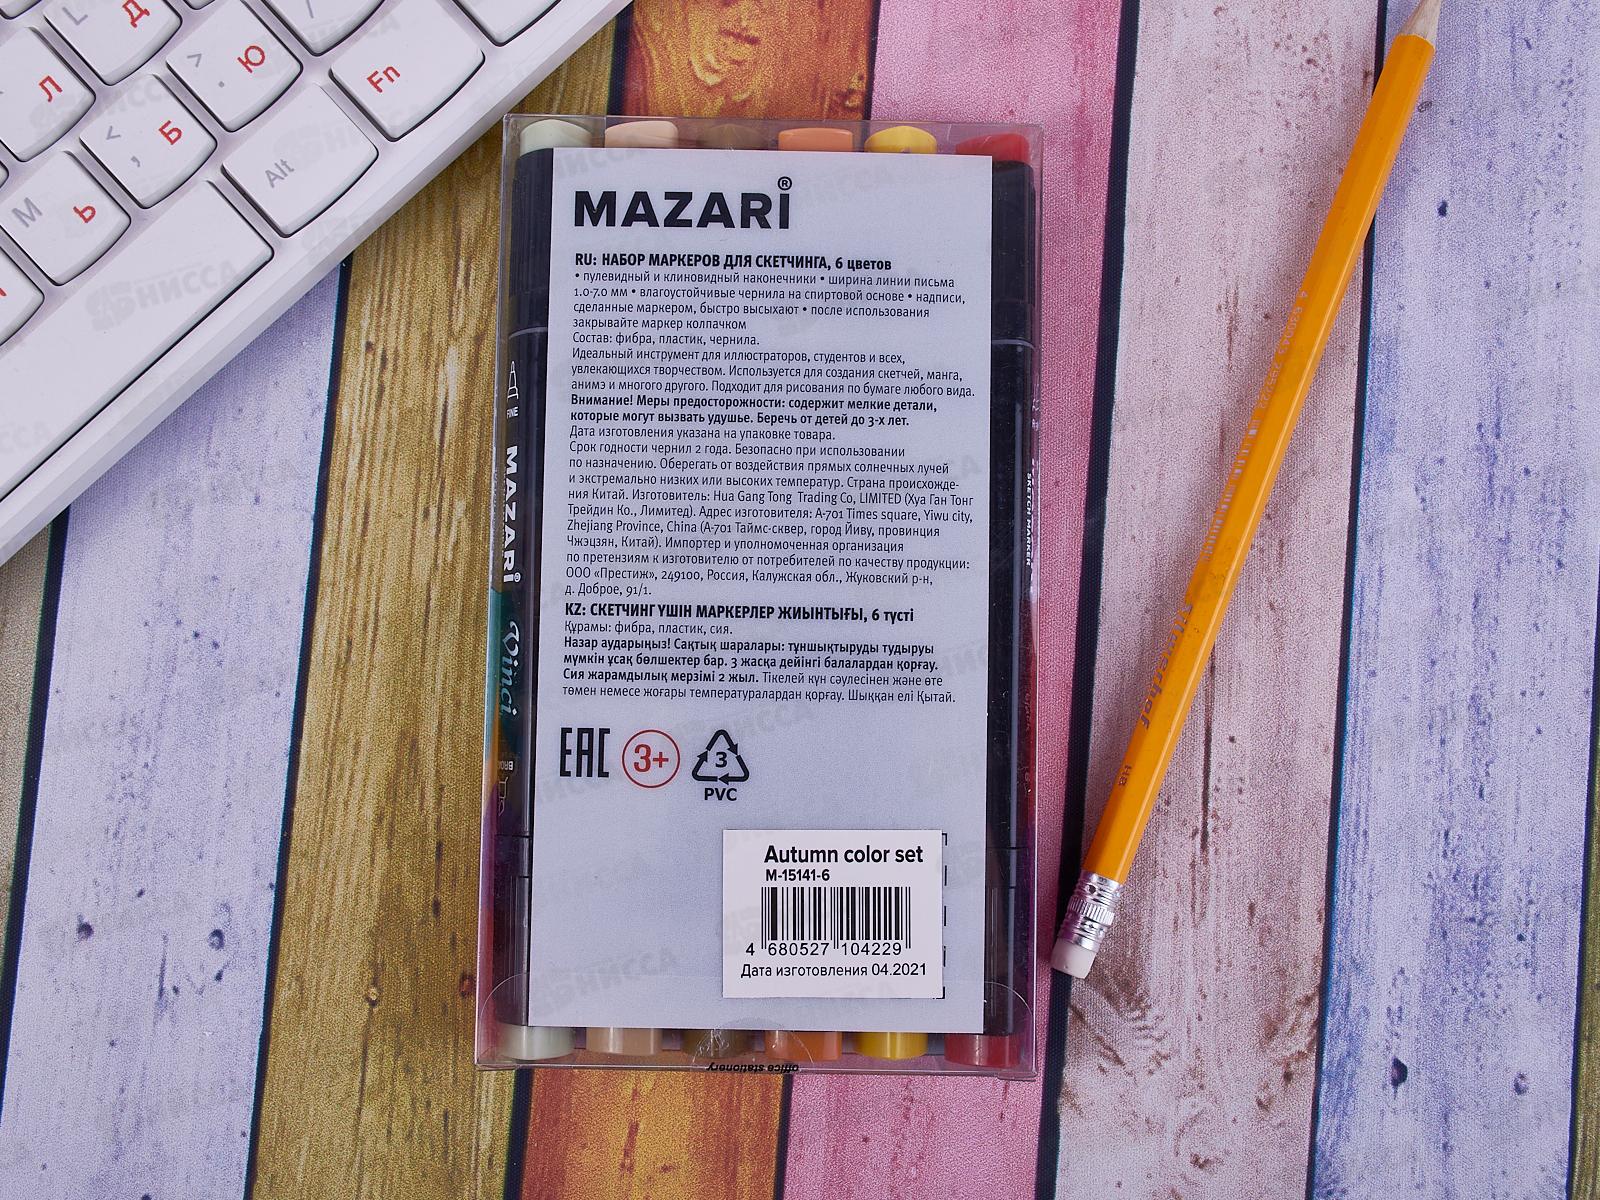 MAZARI®
RU: НАБОР МАРКЕРОВ ДЛЯ СКЕТЧИНГА, 6 цветов
• пулевидный и клиновидный наконечники • ширина линии письма
1.0-7.0 мм • влагоустойчивые чернила на спиртовой основе • надписи,
сделанные маркером, быстро высыхают • после использования
закрывайте маркер колпачком
Состав: фибра, пластик, чернила.
Идеальный инструмент для иллюстраторов, студентов и всех,
увлекающихся творчеством. Используется для создания скетчей, манга,
анимэ и многого другого. Подходит для рисования по бумаге любого вида.
Внимание! Меры предосторожности: содержит мелкие детали,
которые могут вызвать удушье. Беречь от детей до 3-х лет.
Дата изготовления указана на упаковке товара.
Срок годности чернил 2 года. Безопасно при использовании
по назначению. Оберегать от воздействия прямых солнечных лучей
и экстремально низких или высоких температур. Страна происхожде-
ния Китай. Изготовитель: Hua Gang Tong Trading Co, LIMITED (Хуа Ган Тонг
Трейдин Ко., Лимитед). Адрес изготовителя: A-701 Times square, Yiwu city,
Zhejiang Province, China (А-701 Таймс-сквер, город Йиву, провинция
Чжэцзян, Китай). Импортер и уполномоченная организация
по претензиям к изготовителю от потребителей по качеству продукции:
ООО «Престиж», 249100, Россия, Калужская обл., Жуковский р-н,
д. Доброе, 91/1.
KZ: СКЕТЧИНГ ҮШІН МАРКЕРЛЕР ЖИЫНТЫҒЫ, 6 түсті
Құрамы: фибра, пластик, сия.
Назар аударыңыз! Сақтық шаралары: тұншықтыруды тудыруы
мүмкін ұсақ бөлшектер бар. 3 жасқа дейінгі балалардан қорғау.
Сия жарамдылық мерзімі 2 жыл. Тікелей күн сәулесінен және өте
төмен немесе жоғары температуралардан қорғау. Шыққан елі Қытай.
EAC 3+ 3
PVC
Autumn color set
M-15141-6
4 680527 104229
Дата изготовления 04.2021
office stationery
FINE
MAZARI®
Vinci
SKETCH MARKER
HB
Л
Д
Ю
Б
Ь
M
Fn
Alt
НИССА